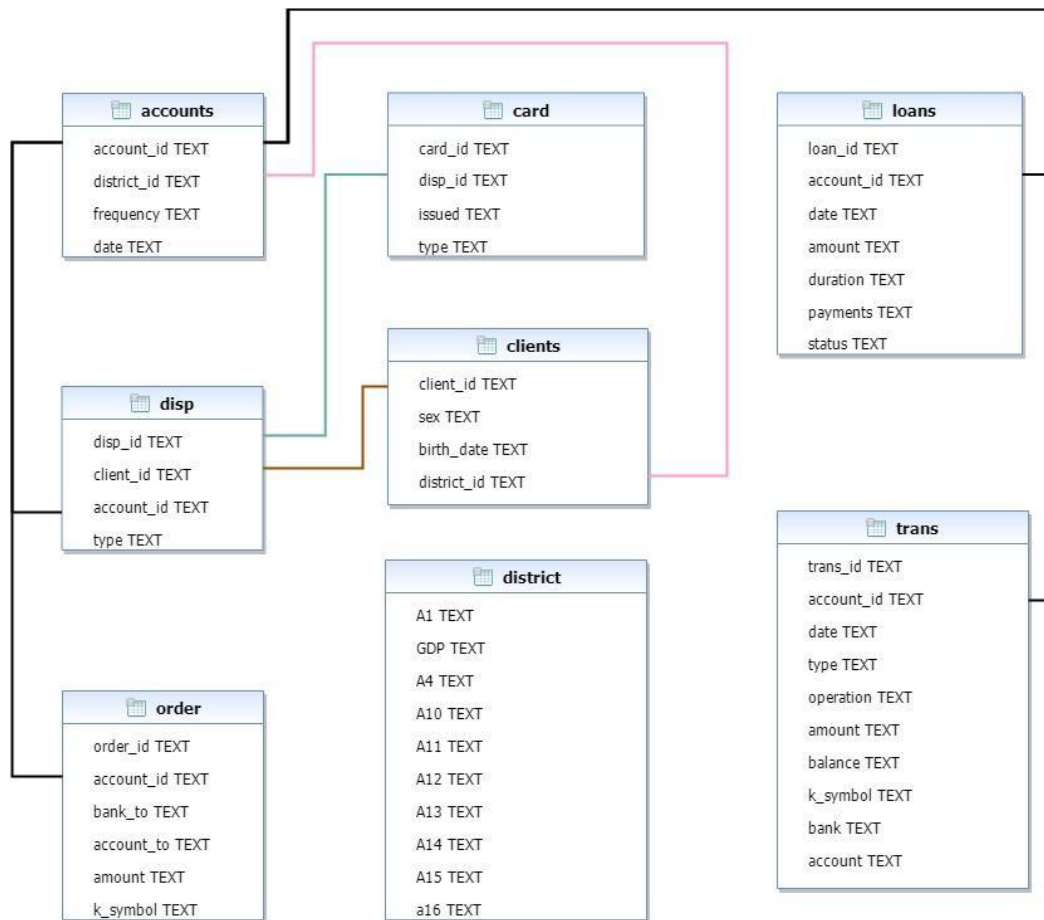 accounts
account_id TEXT
district_id TEXT
frequency TEXT
date TEXT
card
card_id TEXT
disp_id TEXT
issued TEXT
type TEXT
loans
loan_id TEXT
account_id TEXT
date TEXT
amount TEXT
duration TEXT
payments TEXT
status TEXT
disp
disp_id TEXT
client_id TEXT
account_id TEXT
type TEXT
clients
client_id TEXT
sex TEXT
birth_date TEXT
district_id TEXT
order
order_id TEXT
account_id TEXT
bank_to TEXT
account_to TEXT
amount TEXT
k_symbol TEXT
district
A1 TEXT
GDP TEXT
A4 TEXT
A10 TEXT
A11 TEXT
A12 TEXT
A13 TEXT
A14 TEXT
A15 TEXT
a16 TEXT
trans
trans_id TEXT
account_id TEXT
date TEXT
type TEXT
operation TEXT
amount TEXT
balance TEXT
k_symbol TEXT
bank TEXT
account TEXT